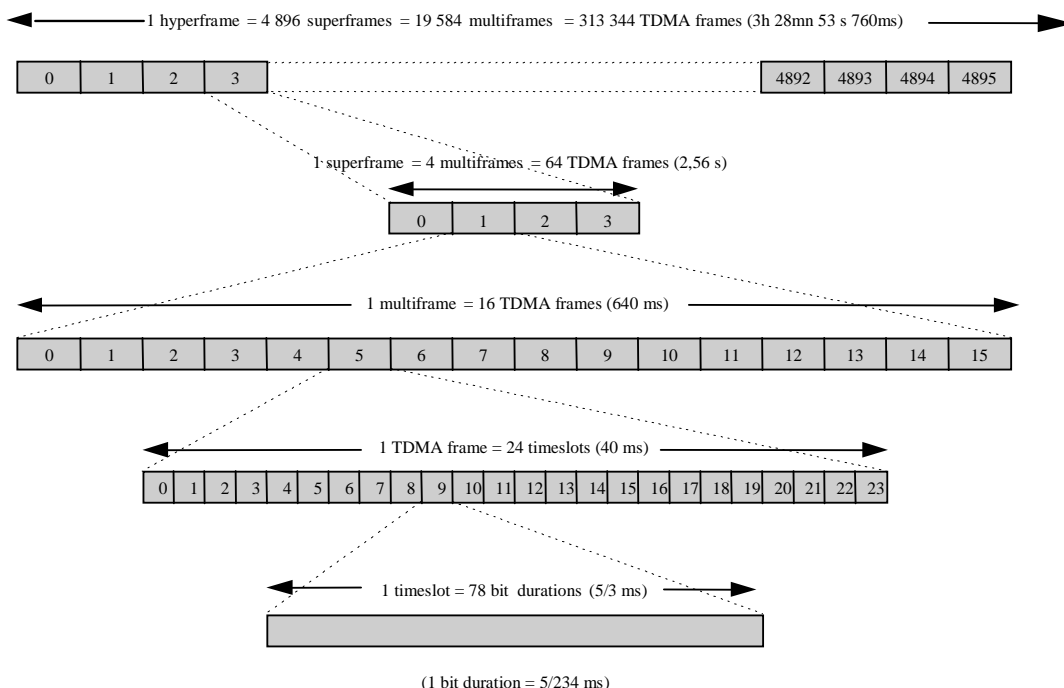 1 hyperframe = 4 896 superframes = 19 584 multiframes = 313 344 TDMA frames (3h 28mn 53 s 760ms)
0 1 2 3 4892 4893 4894 4895
1 superframe = 4 multiframes = 64 TDMA frames (2,56 s)
0 1 2 3
1 multiframe = 16 TDMA frames (640 ms)
0 1 2 3 4 5 6 7 8 9 10 11 12 13 14 15
1 TDMA frame = 24 timeslots (40 ms)
0 1 2 3 4 5 6 7 8 9 10 11 12 13 14 15 16 17 18 19 20 21 22 23
1 timeslot = 78 bit durations (5/3 ms)
(1 bit duration = 5/234 ms)